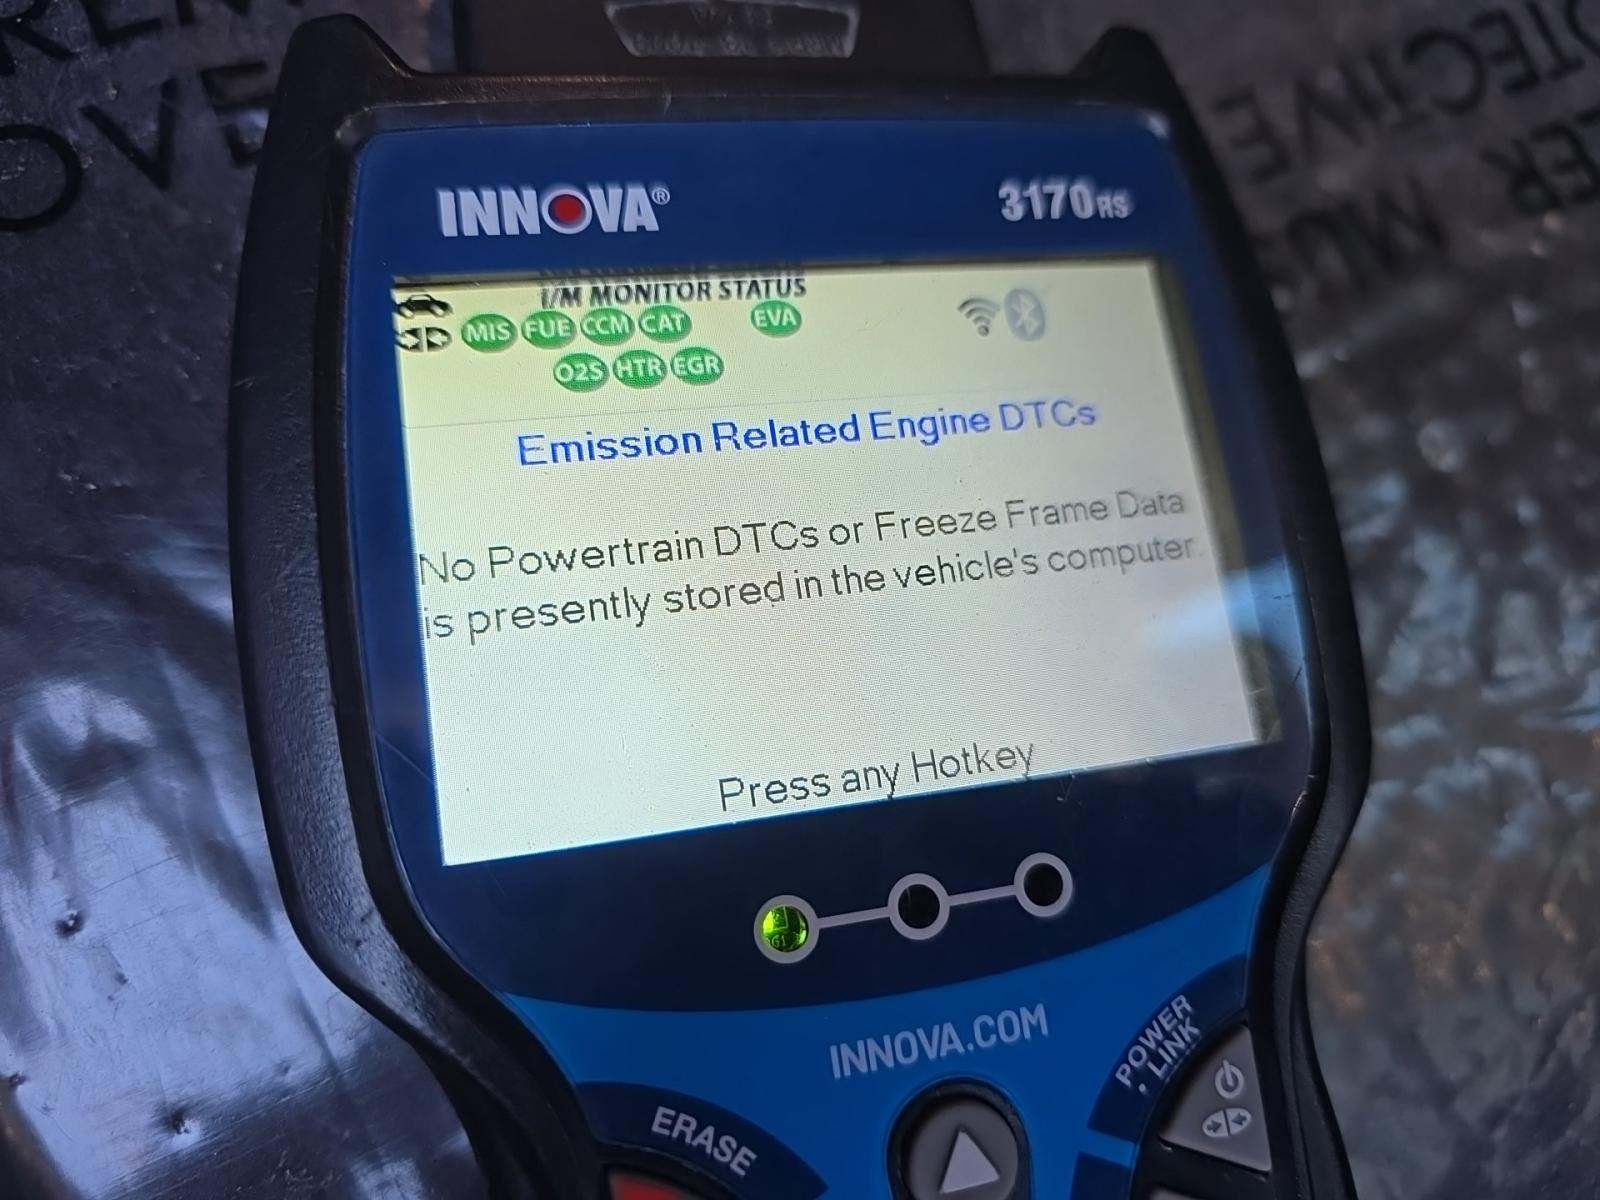 INNOVA®
3170RS
I/M MONITOR STATUS
MIS FUE CCM CAT EVA
O2S HTR EGR
Emission Related Engine DTCs
No Powertrain DTCs or Freeze Frame Data
is presently stored in the vehicle's computer.
Press any Hotkey
INNOVA.COM
POWER
LINK
ERASE